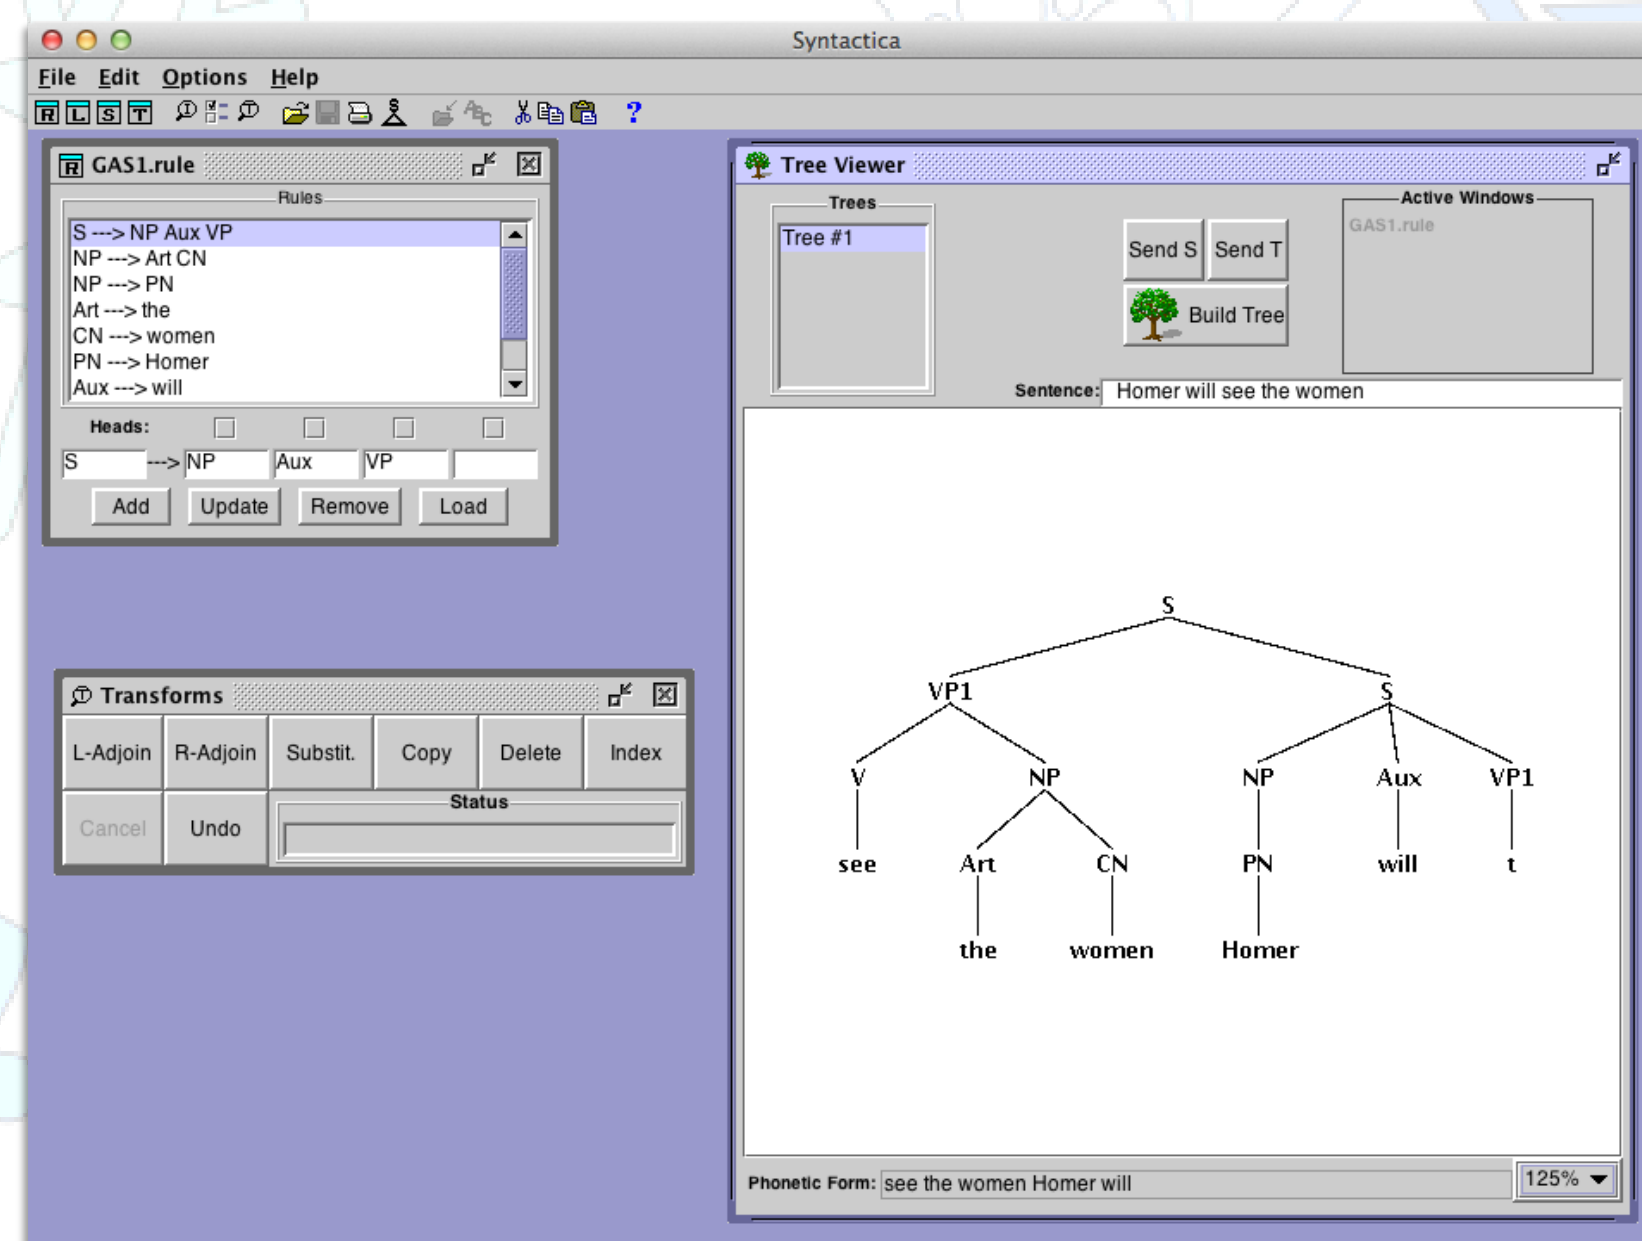 Syntactica
File Edit Options Help
R L S T
GAS1.rule
Rules
S ---> NP Aux VP
NP ---> Art CN
NP ---> PN
Art ---> the
CN ---> women
PN ---> Homer
Aux ---> will
Heads:
S ---> NP Aux VP
Add Update Remove Load
Transforms
L-Adjoin R-Adjoin Substit. Copy Delete Index
Cancel Undo
Status
Tree Viewer
Trees
Tree #1
Send S Send T
Build Tree
Active Windows
GAS1.rule
Sentence: Homer will see the women
S
VP1 S
V NP NP Aux VP1
see Art CN PN will t
the women Homer
Phonetic Form: see the women Homer will
125%